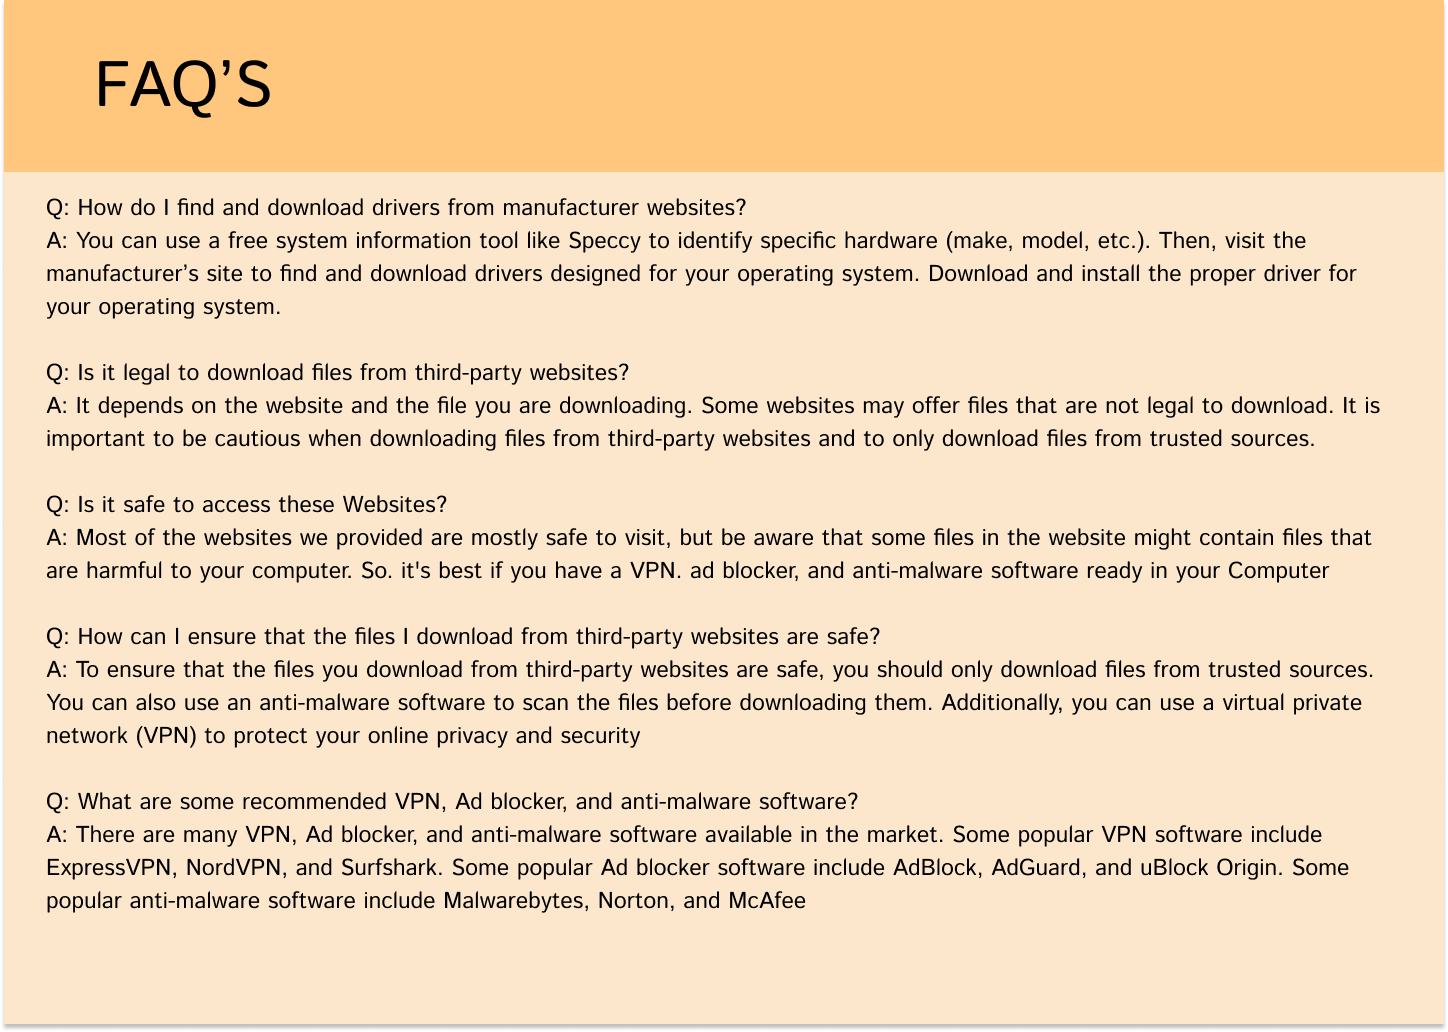 FAQ’S
Q: How do I find and download drivers from manufacturer websites?
A: You can use a free system information tool like Speccy to identify specific hardware (make, model, etc.). Then, visit the
manufacturer’s site to find and download drivers designed for your operating system. Download and install the proper driver for
your operating system.
Q: Is it legal to download files from third-party websites?
A: It depends on the website and the file you are downloading. Some websites may offer files that are not legal to download. It is
important to be cautious when downloading files from third-party websites and to only download files from trusted sources.
Q: Is it safe to access these Websites?
A: Most of the websites we provided are mostly safe to visit, but be aware that some files in the website might contain files that
are harmful to your computer. So. it's best if you have a VPN. ad blocker, and anti-malware software ready in your Computer
Q: How can I ensure that the files I download from third-party websites are safe?
A: To ensure that the files you download from third-party websites are safe, you should only download files from trusted sources.
You can also use an anti-malware software to scan the files before downloading them. Additionally, you can use a virtual private
network (VPN) to protect your online privacy and security
Q: What are some recommended VPN, Ad blocker, and anti-malware software?
A: There are many VPN, Ad blocker, and anti-malware software available in the market. Some popular VPN software include
ExpressVPN, NordVPN, and Surfshark. Some popular Ad blocker software include AdBlock, AdGuard, and uBlock Origin. Some
popular anti-malware software include Malwarebytes, Norton, and McAfee